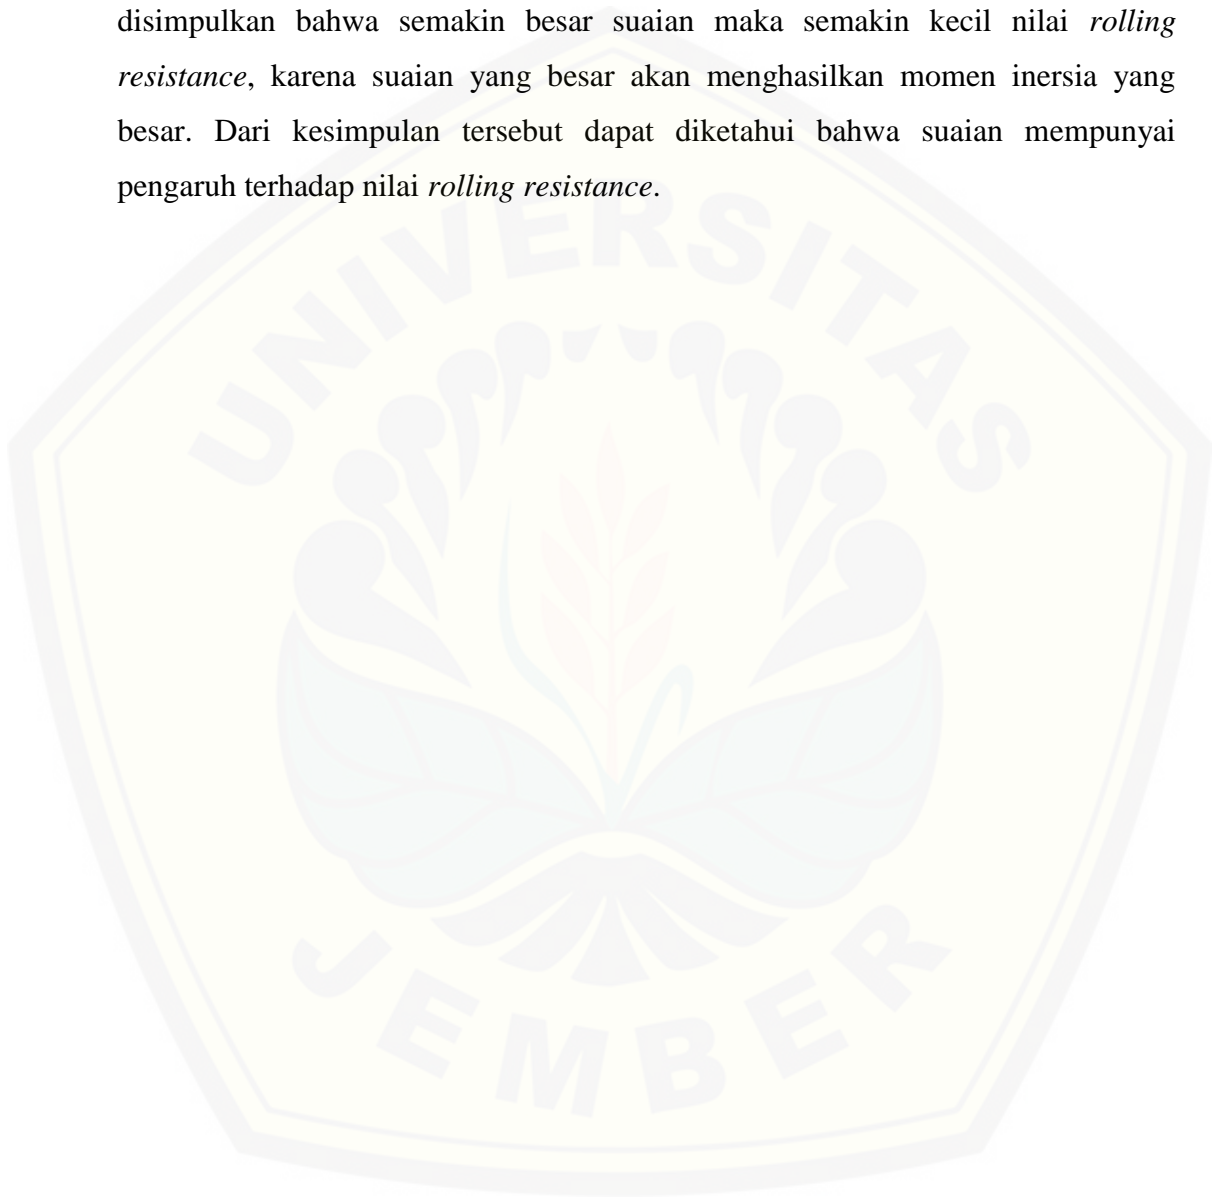 disimpulkan bahwa semakin besar suaian maka semakin kecil nilai rolling
resistance, karena suaian yang besar akan menghasilkan momen inersia yang
besar. Dari kesimpulan tersebut dapat diketahui bahwa suaian mempunyai
pengaruh terhadap nilai rolling resistance.
UNIVERSITAS
JEMBER